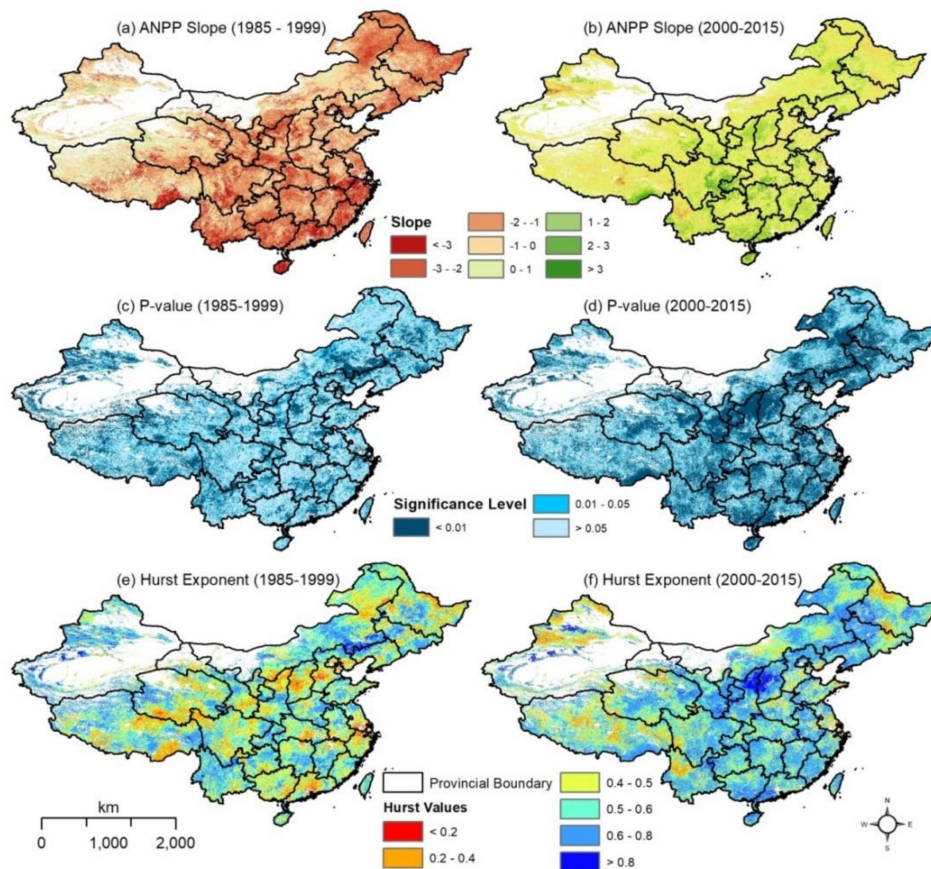 (a) ANPP Slope (1985 - 1999)
(b) ANPP Slope (2000-2015)
Slope
< -3
-3 - -2
-2 - -1
-1 - 0
0 - 1
1 - 2
2 - 3
> 3
(c) P-value (1985-1999)
(d) P-value (2000-2015)
Significance Level
< 0.01
0.01 - 0.05
> 0.05
(e) Hurst Exponent (1985-1999)
(f) Hurst Exponent (2000-2015)
km
0 1,000 2,000
Provincial Boundary
Hurst Values
< 0.2
0.2 - 0.4
0.4 - 0.5
0.5 - 0.6
0.6 - 0.8
> 0.8
N
W E
S